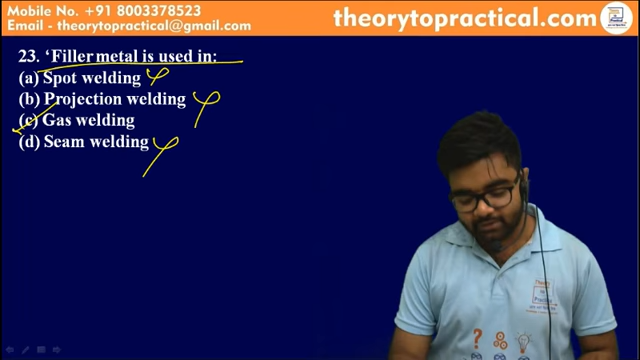 Mobile No. +91 8003378523
Email - theorytopractical@gmail.com
theorytopractical.com
23. ‘Filler metal is used in:
(a) Spot welding
(b) Projection welding
(c) Gas welding
(d) Seam welding